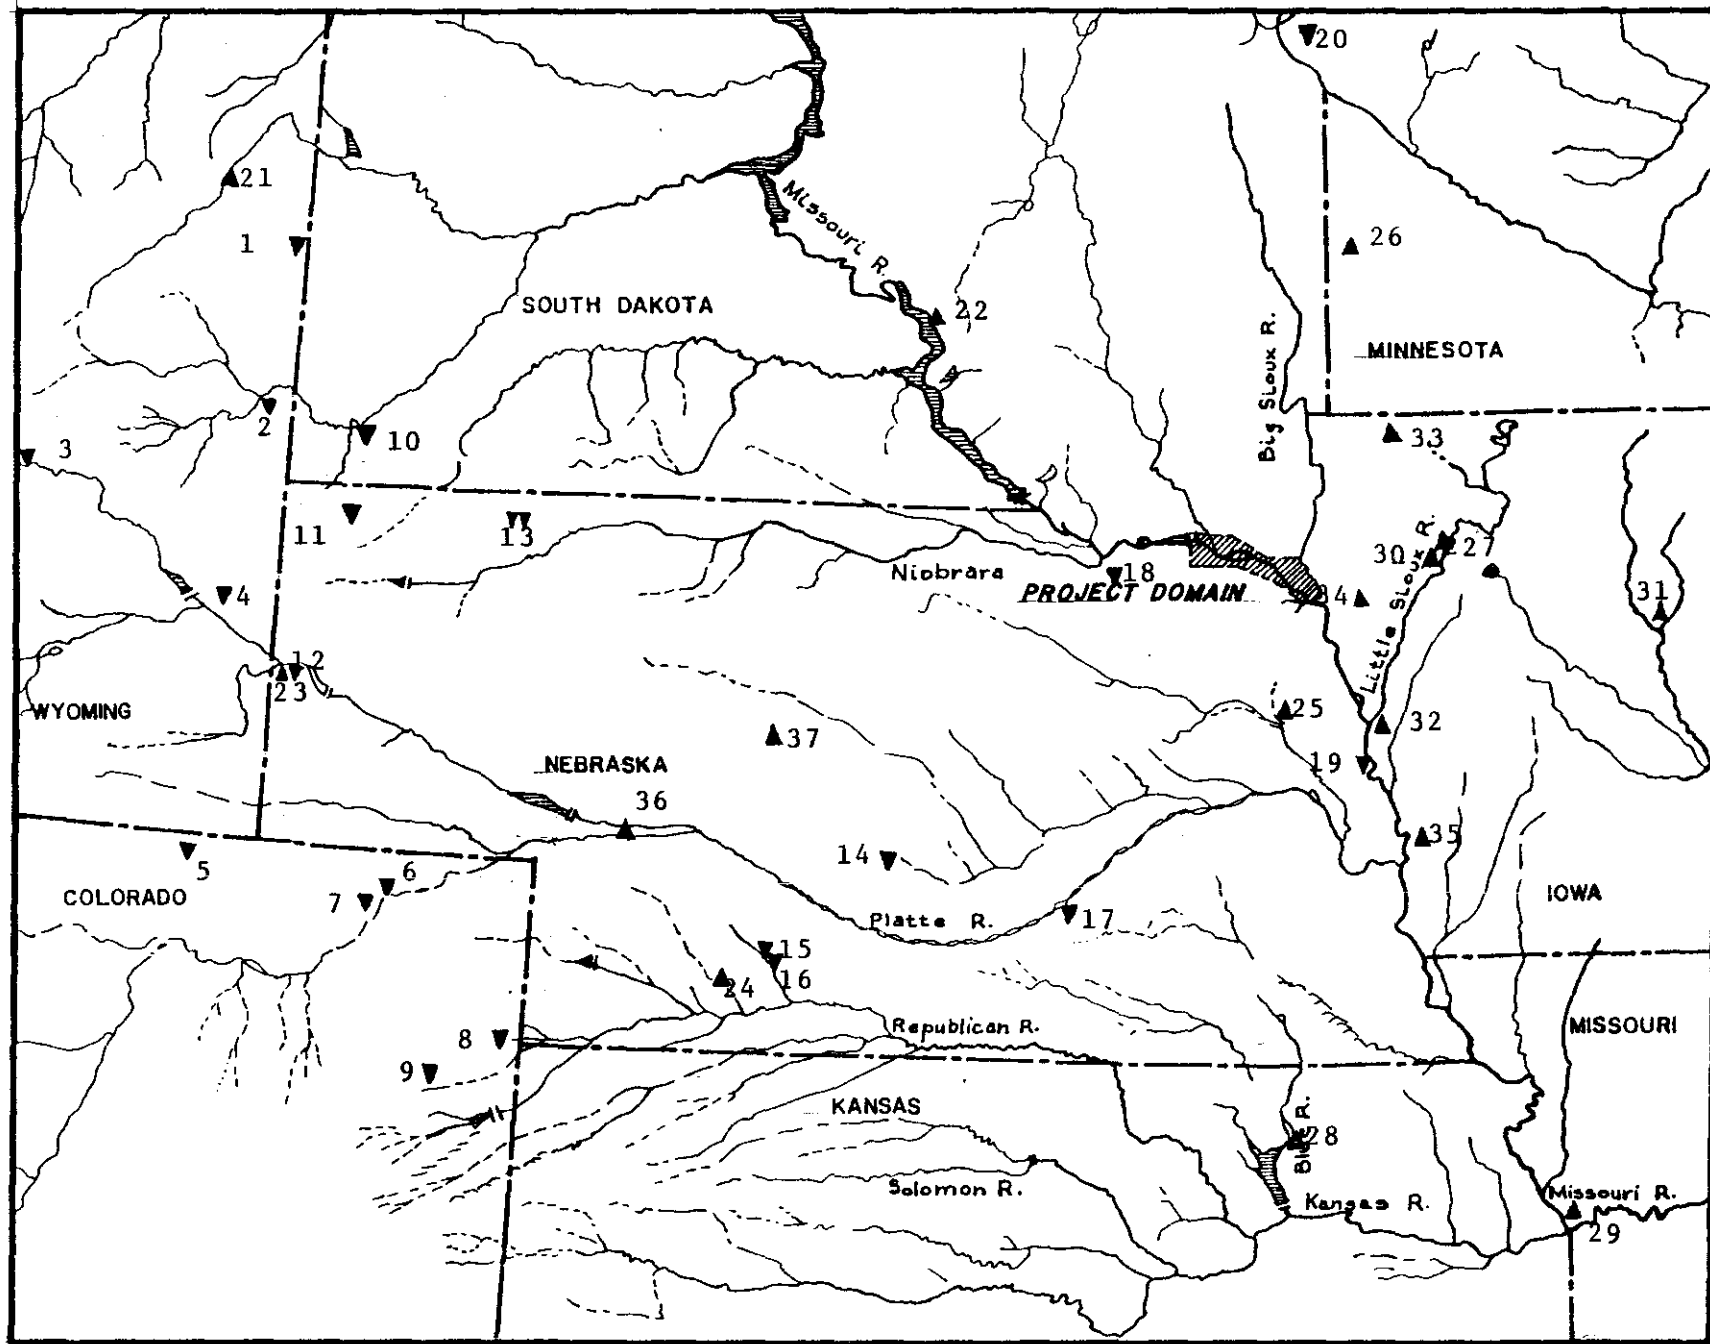 20
21
Missouri R.
1
26
SOUTH DAKOTA
22
Big Sioux R.
MINNESOTA
2
10
33
3
11
13
Niobrara
18
30
27
PROJECT DOMAIN
34
Little Sioux R.
31
4
12
23
WYOMING
25
32
37
NEBRASKA
19
36
35
14
5
6
7
COLORADO
IOWA
Platte R.
17
15
16
24
Republican R.
MISSOURI
8
9
KANSAS
Blue R.
28
Solomon R.
Kansas R.
Missouri R.
29